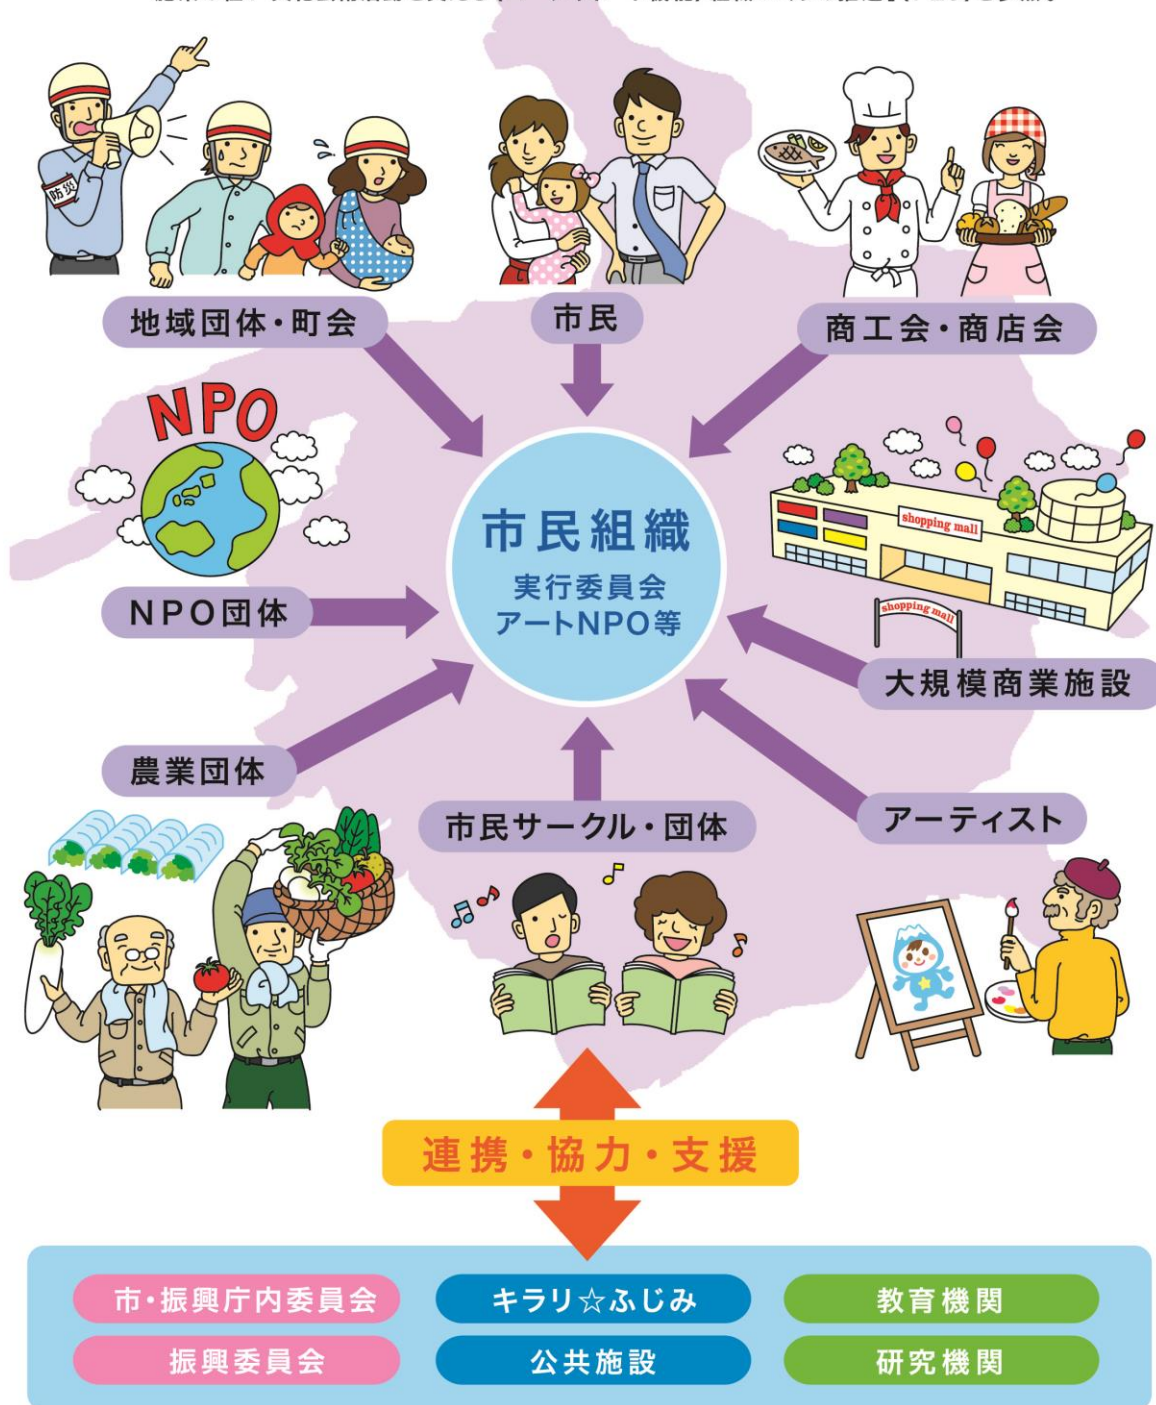 防災
地域団体・町会
市民
商工会・商店会
NPO
shopping mall
shopping mall
市民組織
実行委員会
アートNPO等
NPO団体
大規模商業施設
農業団体
市民サークル・団体
アーティスト
連携・協力・支援
市・振興庁内委員会
キラリ☆ふじみ
教育機関
振興委員会
公共施設
研究機関